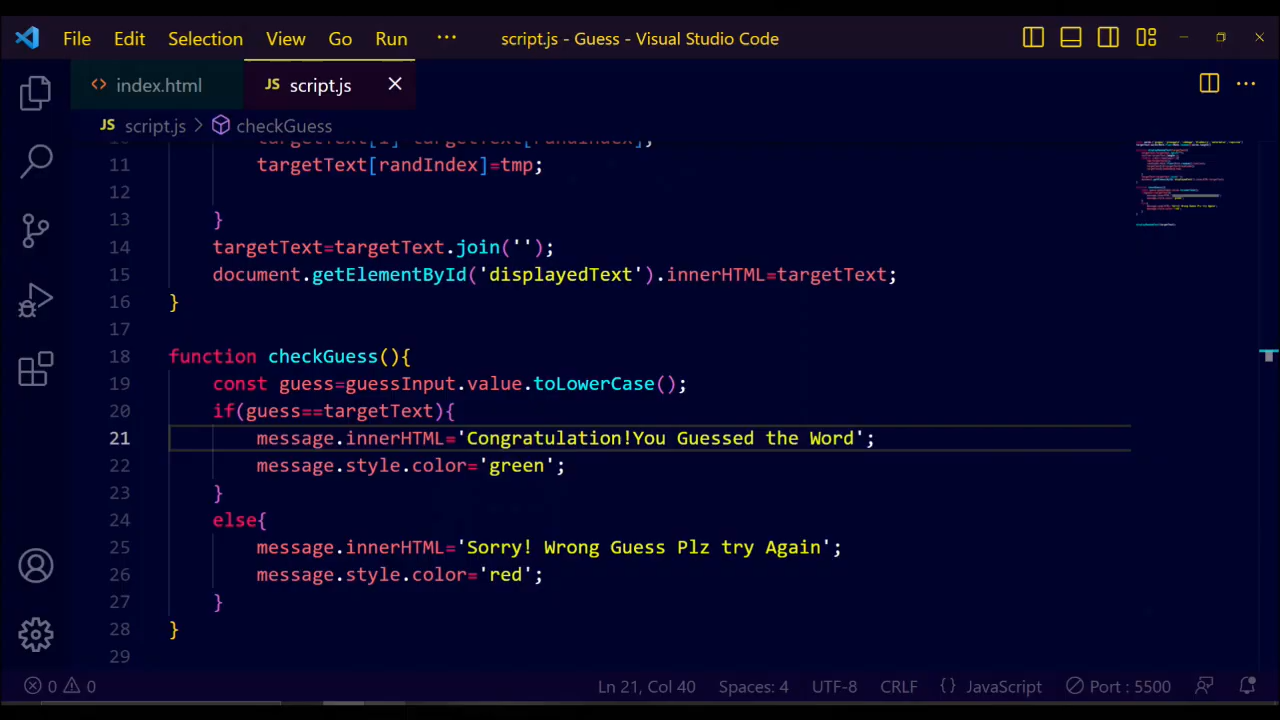 File Edit Selection View Go Run ··· script.js - Guess - Visual Studio Code
index.html JS script.js
JS script.js > checkGuess
10 targetText[i]=targetText[randIndex];
11 targetText[randIndex]=tmp;
12
13 }
14 targetText=targetText.join('');
15 document.getElementById('displayedText').innerHTML=targetText;
16 }
17
18 function checkGuess(){
19 const guess=guessInput.value.toLowerCase();
20 if(guess==targetText){
21 message.innerHTML='Congratulation!You Guessed the Word';
22 message.style.color='green';
23 }
24 else{
25 message.innerHTML='Sorry! Wrong Guess Plz try Again';
26 message.style.color='red';
27 }
28 }
29
0 0 Ln 21, Col 40 Spaces: 4 UTF-8 CRLF {} JavaScript Port : 5500